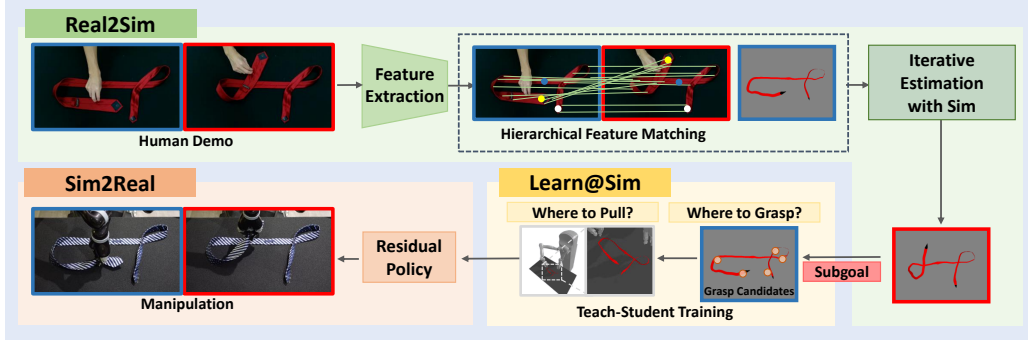 Real2Sim
Feature
Extraction
Iterative
Estimation
with Sim
Human Demo
Hierarchical Feature Matching
Sim2Real
Learn@Sim
Where to Pull?
Where to Grasp?
Residual
Policy
Subgoal
Grasp Candidates
Manipulation
Teach-Student Training